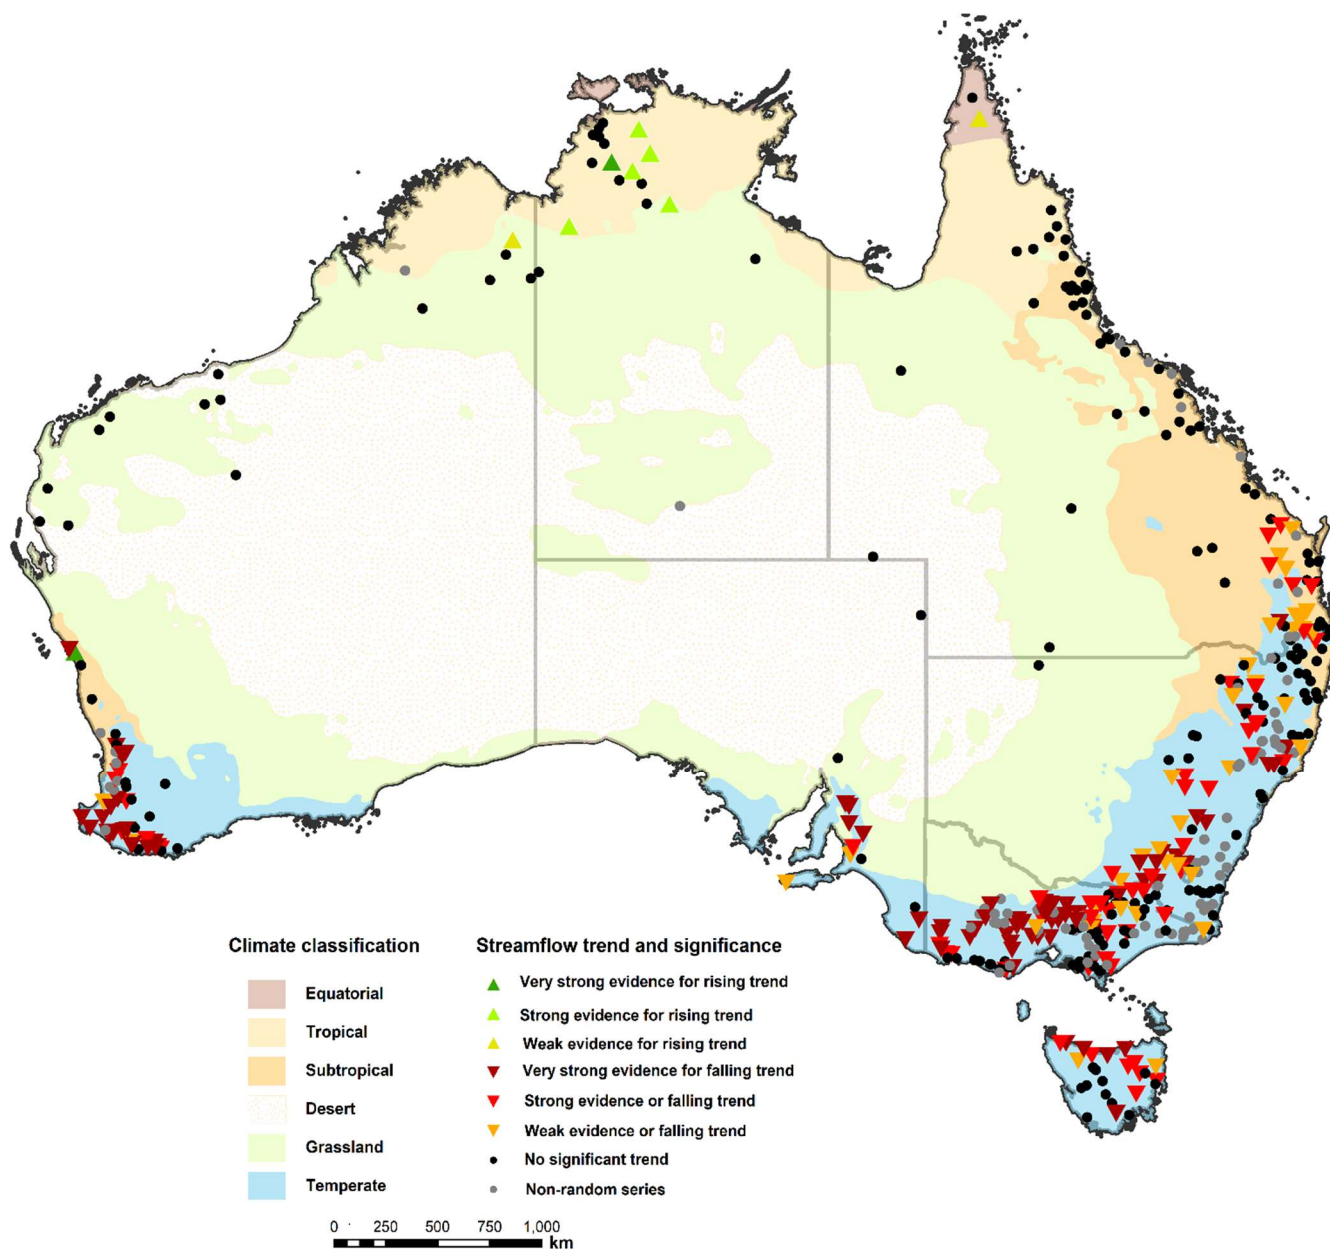 Climate classification
Equatorial
Tropical
Subtropical
Desert
Grassland
Temperate
Streamflow trend and significance
Very strong evidence for rising trend
Strong evidence for rising trend
Weak evidence for rising trend
Very strong evidence for falling trend
Strong evidence or falling trend
Weak evidence or falling trend
No significant trend
Non-random series
0 250 500 750 1,000
km